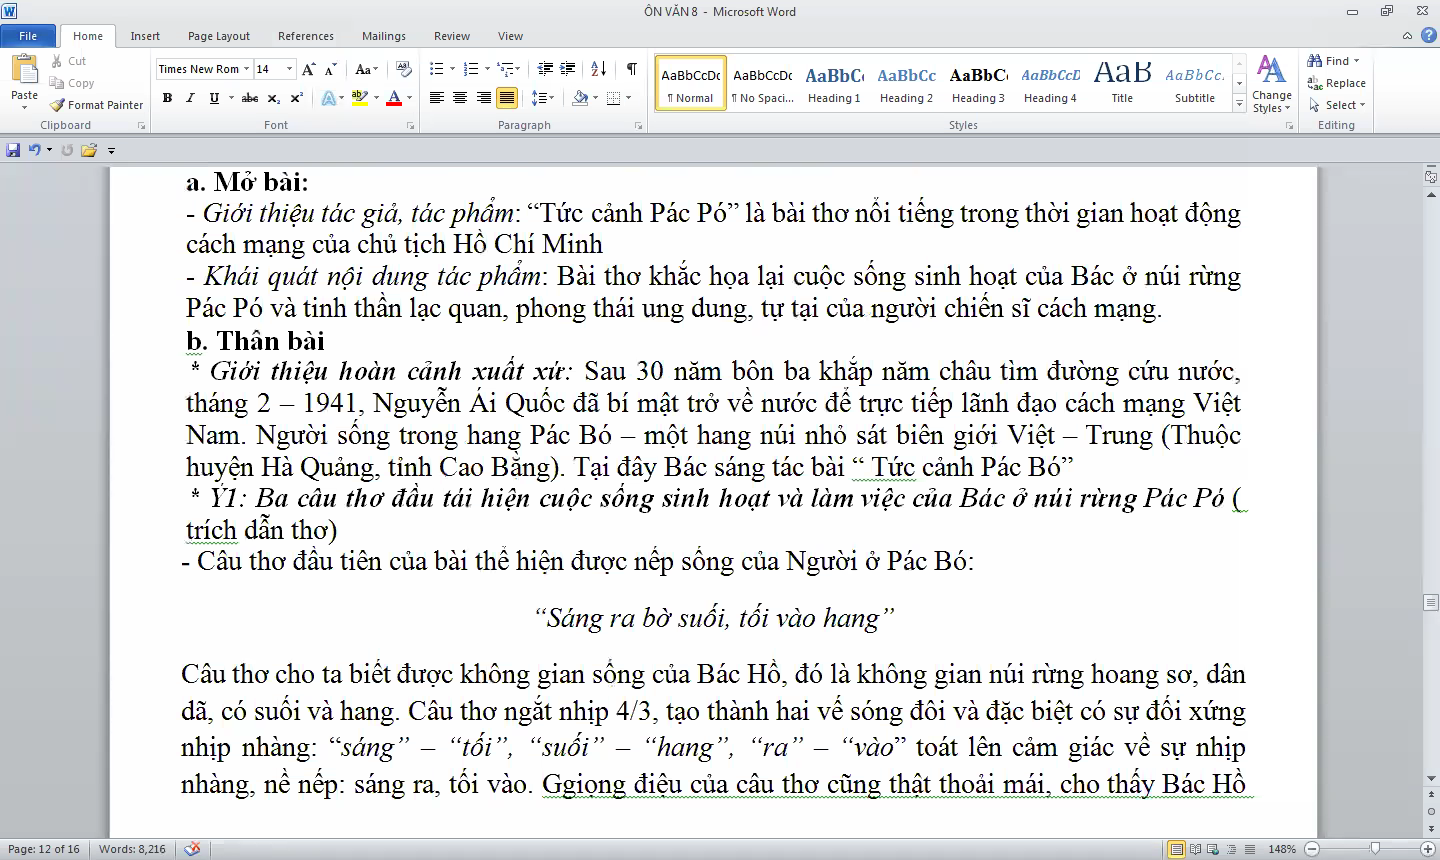 ÔN VĂN 8 - Microsoft Word
File Home Insert Page Layout References Mailings Review View
Paste
Cut
Copy
Format Painter
Clipboard
Times New Rom 14
Font
Paragraph
AaBbCcDc AaBbCcDc AaBbC AaBbCc AaBbCc AaBbCcD AaB AaBbCc.
¶ Normal ¶ No Spaci... Heading 1 Heading 2 Heading 3 Heading 4 Title Subtitle
Styles
Change Styles
Find
Replace
Select
Editing
a. Mở bài:
- Giới thiệu tác giả, tác phẩm: “Tức cảnh Pác Pó” là bài thơ nổi tiếng trong thời gian hoạt động
cách mạng của chủ tịch Hồ Chí Minh
- Khái quát nội dung tác phẩm: Bài thơ khắc họa lại cuộc sống sinh hoạt của Bác ở núi rừng
Pác Pó và tinh thần lạc quan, phong thái ung dung, tự tại của người chiến sĩ cách mạng.
b. Thân bài
* Giới thiệu hoàn cảnh xuất xứ: Sau 30 năm bôn ba khắp năm châu tìm đường cứu nước,
tháng 2 – 1941, Nguyễn Ái Quốc đã bí mật trở về nước để trực tiếp lãnh đạo cách mạng Việt
Nam. Người sống trong hang Pác Bó – một hang núi nhỏ sát biên giới Việt – Trung (Thuộc
huyện Hà Quảng, tỉnh Cao Bằng). Tại đây Bác sáng tác bài “ Tức cảnh Pác Bó”
* Ý1: Ba câu thơ đầu tái hiện cuộc sống sinh hoạt và làm việc của Bác ở núi rừng Pác Pó (
trích dẫn thơ)
- Câu thơ đầu tiên của bài thể hiện được nếp sống của Người ở Pác Bó:
“Sáng ra bờ suối, tối vào hang”
Câu thơ cho ta biết được không gian sống của Bác Hồ, đó là không gian núi rừng hoang sơ, dân
dã, có suối và hang. Câu thơ ngắt nhịp 4/3, tạo thành hai vế sóng đôi và đặc biệt có sự đối xứng
nhịp nhàng: “sáng” – “tối”, “suối” – “hang”, “ra” – “vào” toát lên cảm giác về sự nhịp
nhàng, nề nếp: sáng ra, tối vào. Ggiọng điệu của câu thơ cũng thật thoải mái, cho thấy Bác Hồ
Page: 12 of 16 Words: 8,216 148%